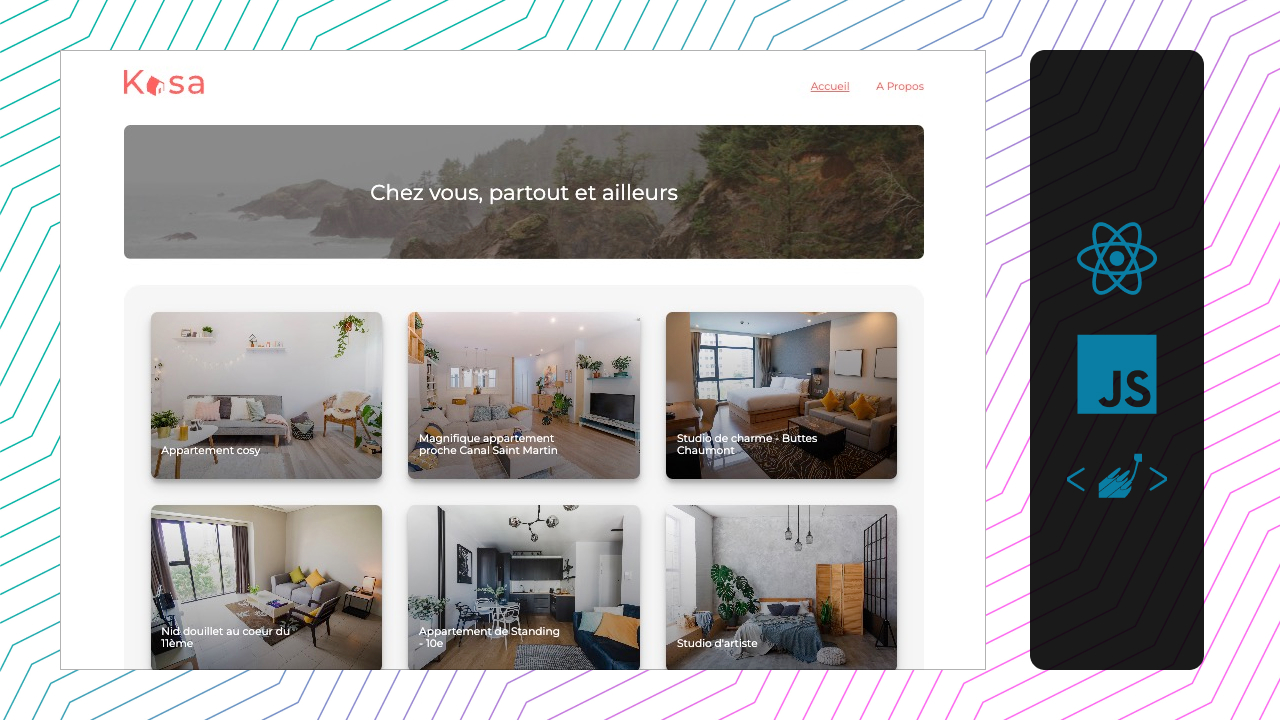 Kosa
Accueil
A Propos
Chez vous, partout et ailleurs
Appartement cosy
Magnifique appartement
proche Canal Saint Martin
Studio de charme - Buttes
Chaumont
Nid douillet au coeur du
11ème
Appartement de Standing
- 10e
Studio d'artiste
JS